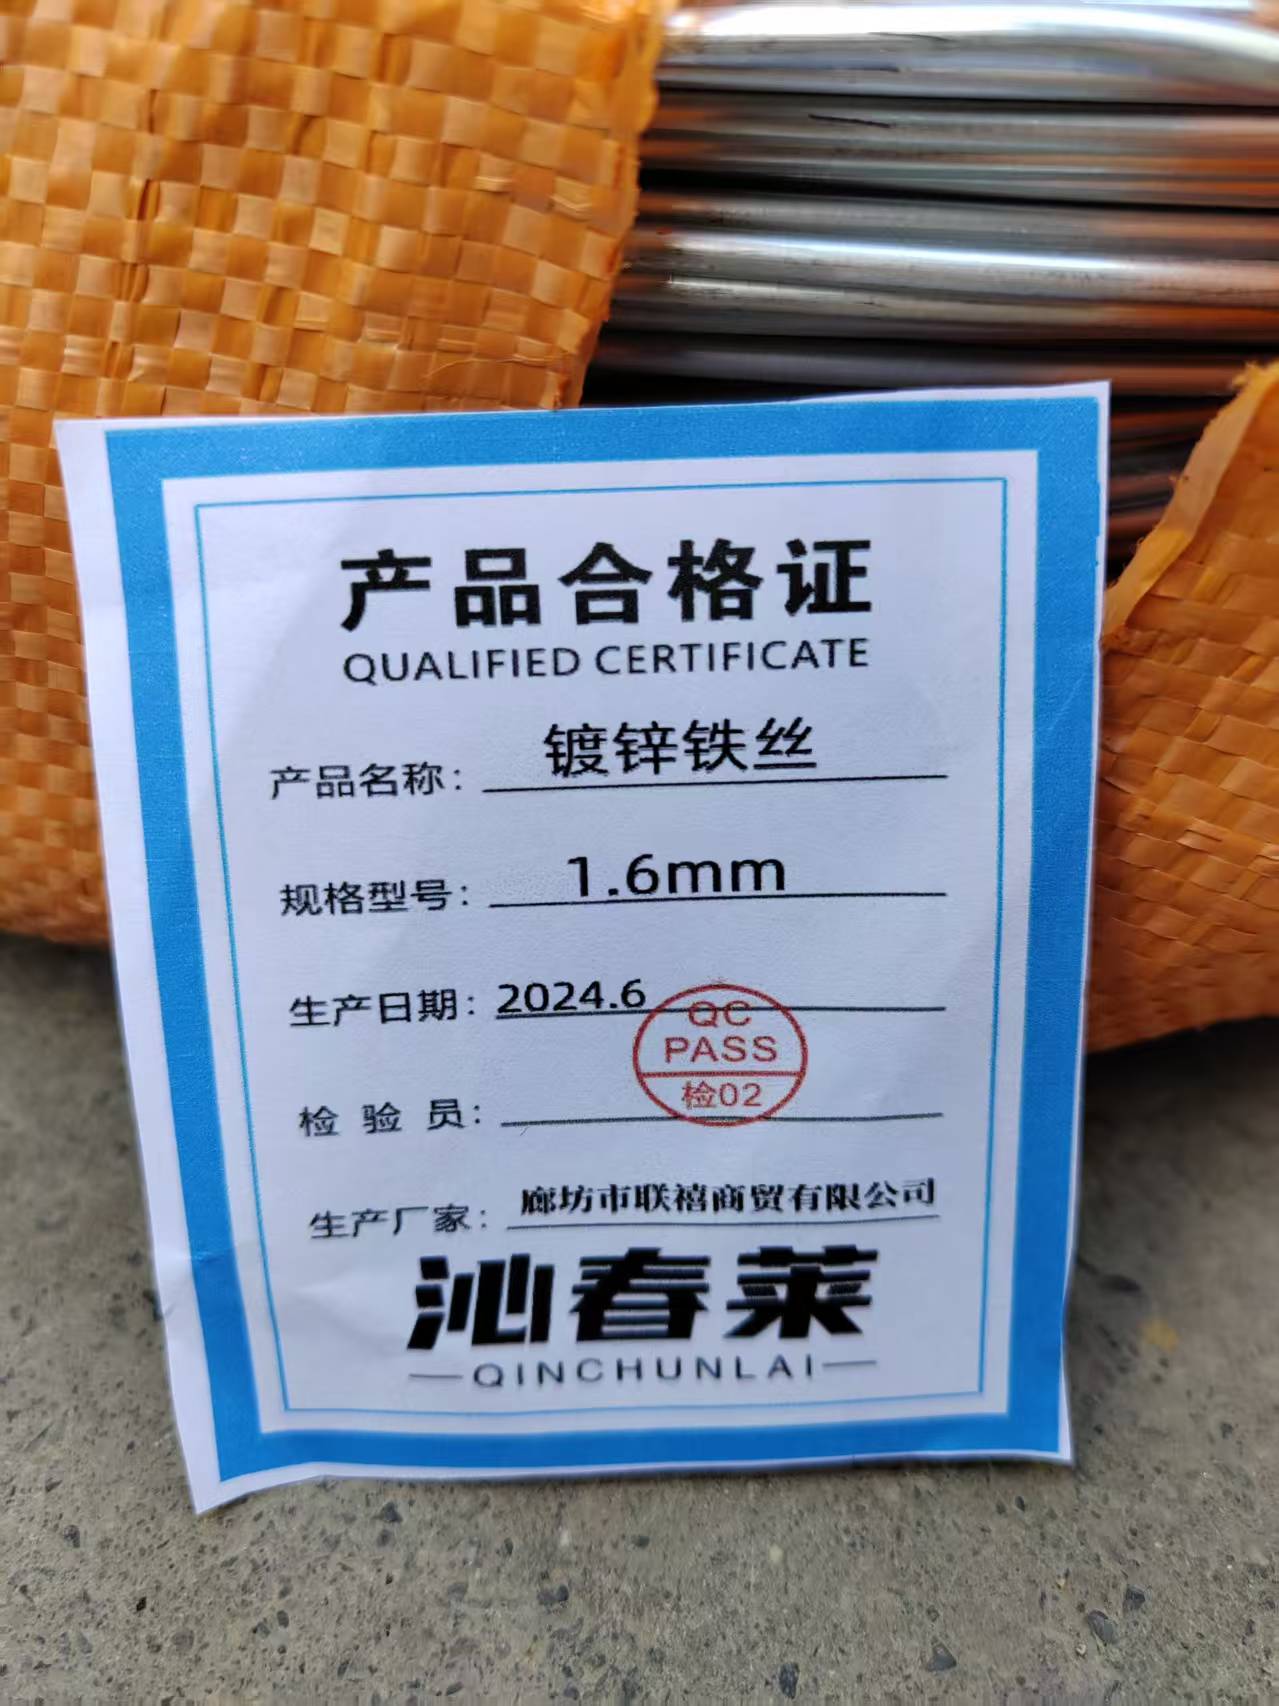 产品合格证
QUALIFIED CERTIFICATE
产品名称：镀锌铁丝
规格型号：1.6mm
生产日期：2024.6
QC
PASS
检02
检 验 员：
生产厂家：廊坊市联禧商贸有限公司
沁春莱
QINCHUNLAI